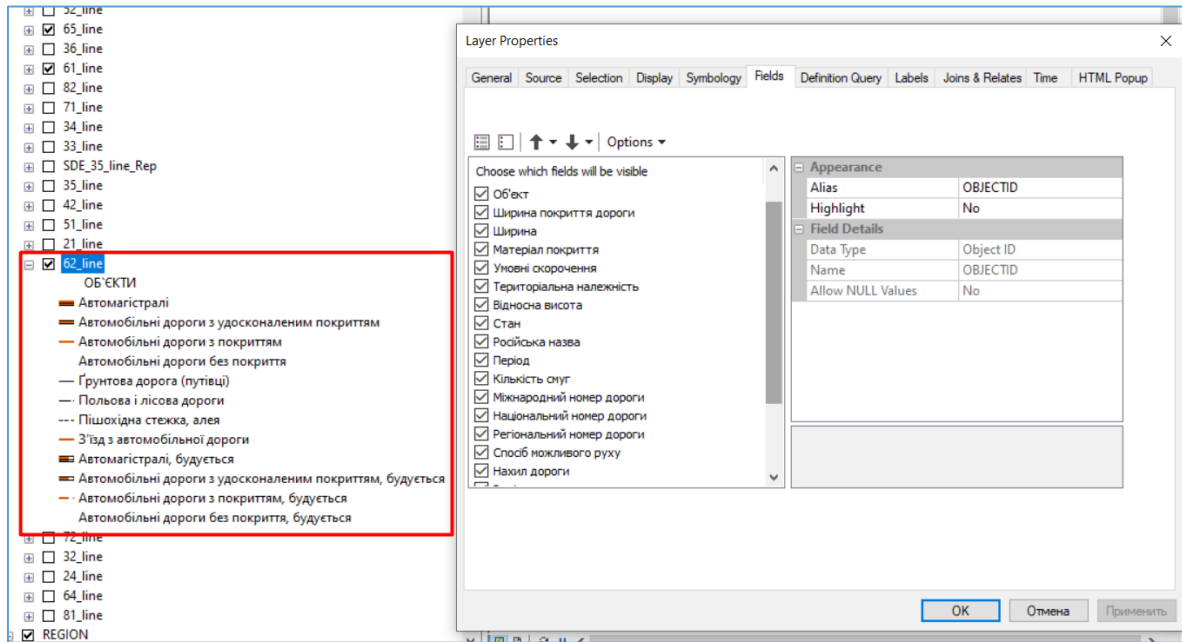 52_line
65_line
36_line
61_line
82_line
71_line
34_line
33_line
SDE_35_line_Rep
35_line
42_line
51_line
21_line
62_line
ОБ`ЄКТИ
Автомагістралі
Автомобільні дороги з удосконаленим покриттям
Автомобільні дороги з покриттям
Автомобільні дороги без покриття
Ґрунтова дорога (путівці)
Польова і лісова дороги
Пішохідна стежка, алея
З'їзд з автомобільної дороги
Автомагістралі, будується
Автомобільні дороги з удосконаленим покриттям, будується
Автомобільні дороги з покриттям, будується
Автомобільні дороги без покриття, будується
72_line
32_line
24_line
64_line
81_line
REGION
Layer Properties
General Source Selection Display Symbology Fields Definition Query Labels Joins & Relates Time HTML Popup
Options
Choose which fields will be visible
Об'єкт
Ширина покриття дороги
Ширина
Матеріал покриття
Умовні скорочення
Територіальна належність
Відносна висота
Стан
Російська назва
Період
Кількість смуг
Міжнародний номер дороги
Національний номер дороги
Регіональний номер дороги
Спосіб можливого руху
Нахил дороги
Appearance
Alias OBJECTID
Highlight No
Field Details
Data Type Object ID
Name OBJECTID
Allow NULL Values No
OK Отмена Применить